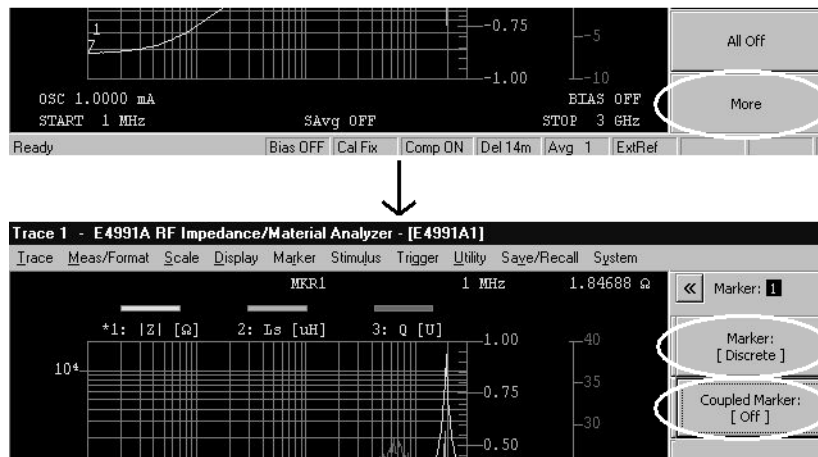 1
-0.75
-5
All Off
-1.00
-10
OSC 1.0000 mA
BIAS OFF
More
START 1 MHz
SAvg OFF
STOP 3 GHz
Ready
Bias OFF
Cal Fix
Comp ON
Del 14m
Avg 1
ExtRef
Trace 1 - E4991A RF Impedance/Material Analyzer - [E4991A1]
Trace Meas/Format Scale Display Marker Stimulus Trigger Utility Save/Recall System
MKR1 1 MHz 1.84688 Ω
« Marker: 1
*1: |Z| [Ω] 2: Ls [uH] 3: Q [U]
Marker:
[ Discrete ]
1.00
40
10⁴
35
0.75
Coupled Marker:
[ Off ]
30
0.50